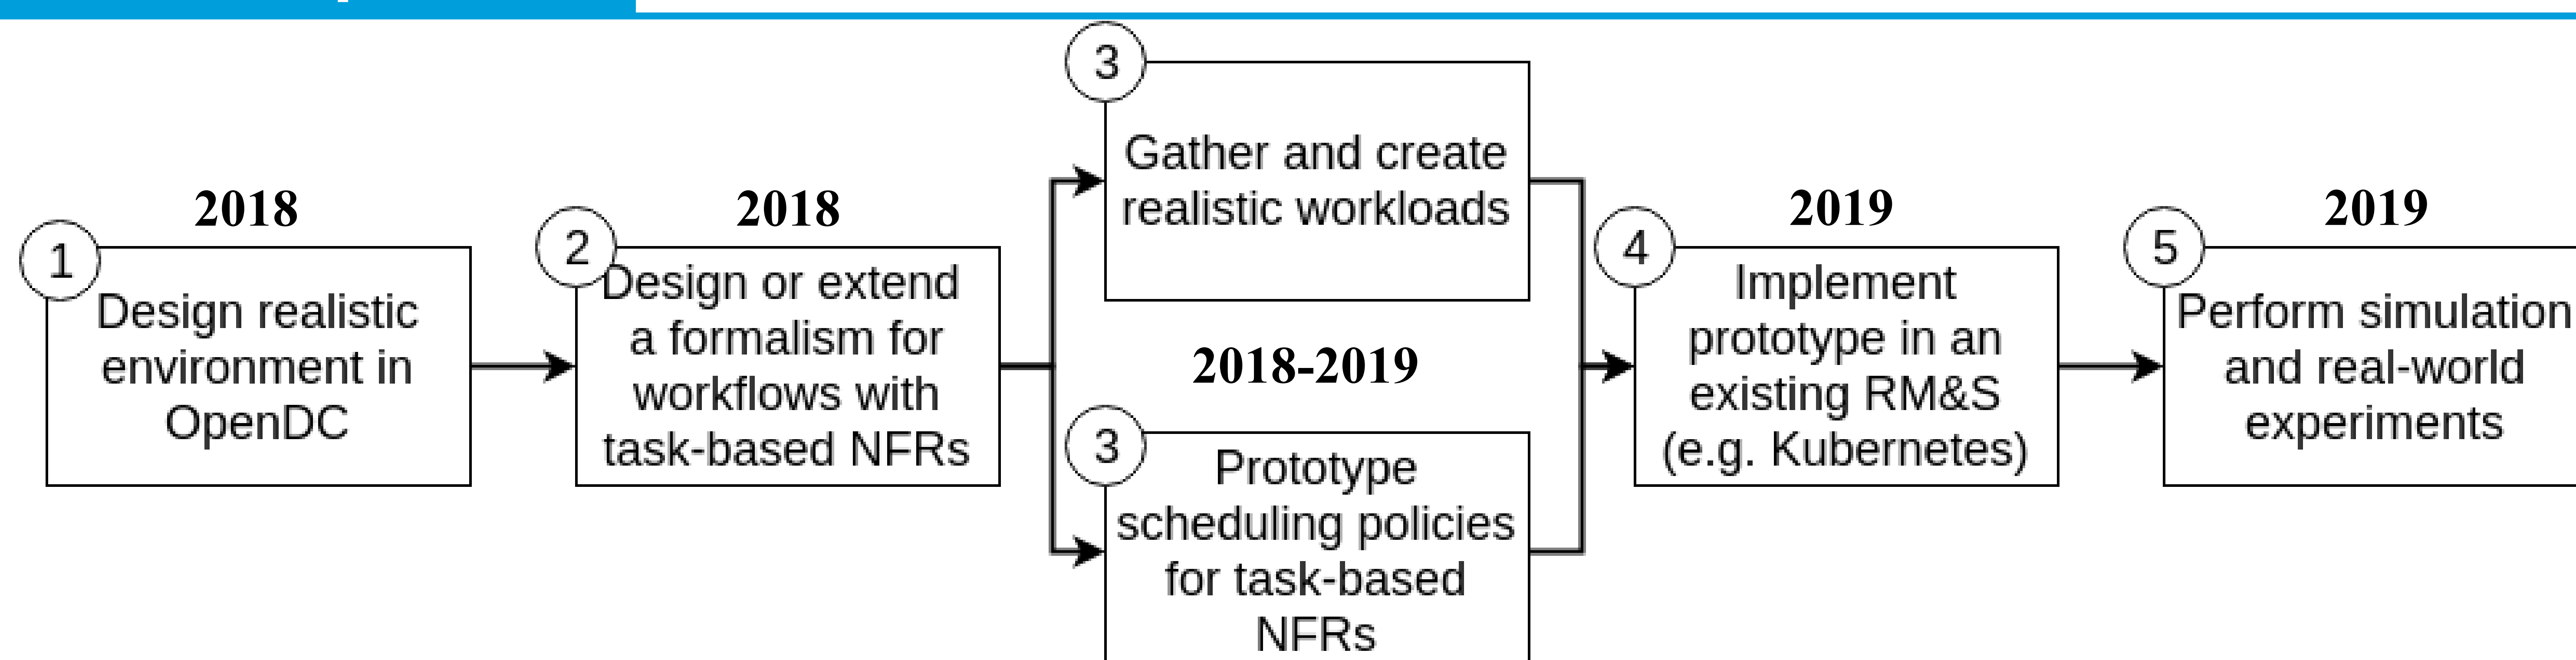 2018
1
Design realistic
environment in
OpenDC
2018
2
Design or extend
a formalism for
workflows with
task-based NFRs
3
Gather and create
realistic workloads
2018-2019
3
Prototype
scheduling policies
for task-based
NFRs
2019
4
Implement
prototype in an
existing RM&S
(e.g. Kubernetes)
2019
5
Perform simulation
and real-world
experiments